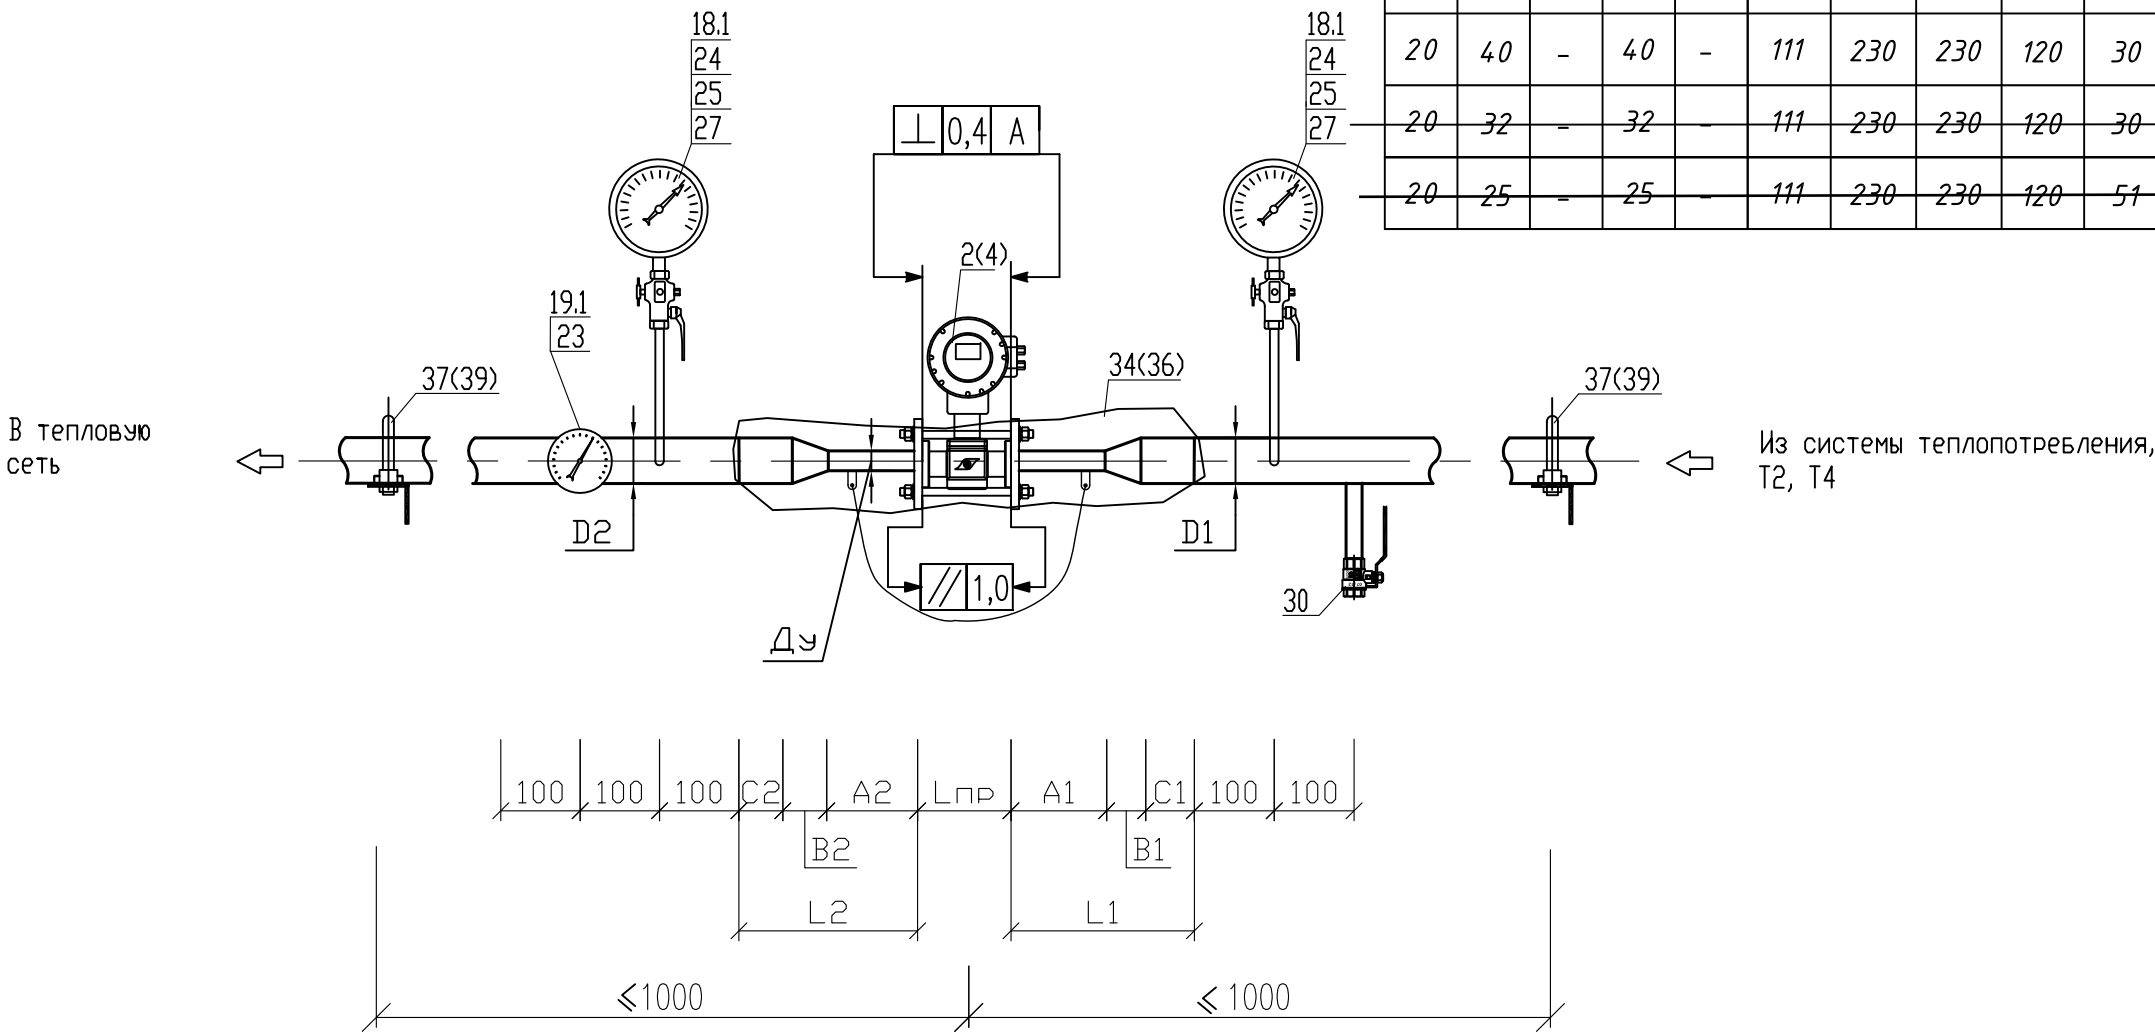 18.1
24
25
27
18.1
24
25
27
20 40 – 40 – 111 230 230 120 30
20 32 – 32 – 111 230 230 120 30
20 25 – 25 – 111 230 230 120 51
⊥ 0,4 А
2(4)
19.1
23
37(39)
34(36)
37(39)
В тепловую
сеть
Из системы теплопотребления,
Т2, Т4
D2
D1
// 1,0
30
Ду
100 100 100 C2 A2 Lпр A1 C1 100 100
B2 B1
L2 L1
≤1000 ≤1000